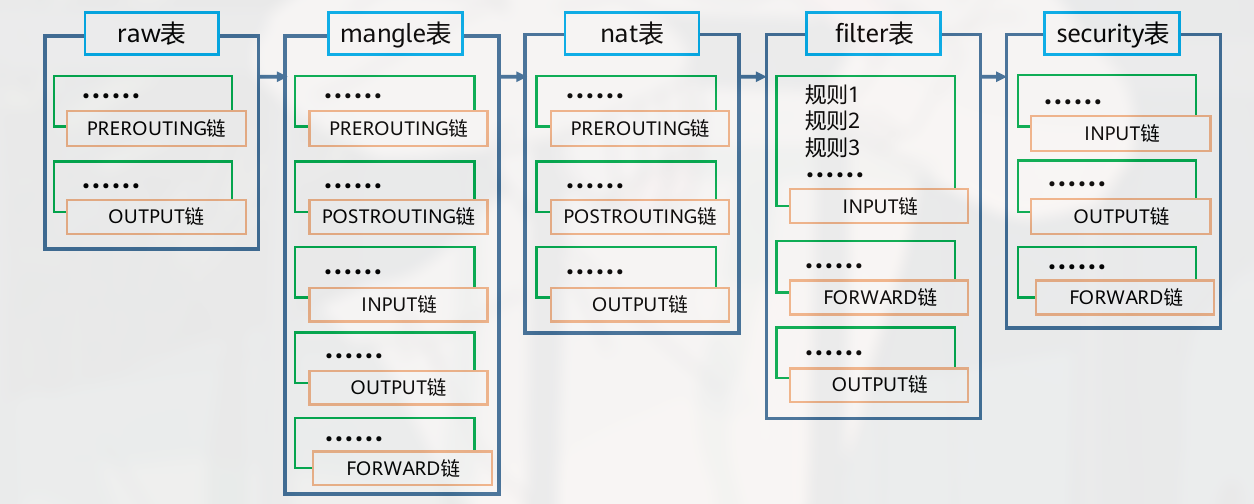 raw表
……
PREROUTING链
……
OUTPUT链
mangle表
……
PREROUTING链
……
POSTROUTING链
……
INPUT链
……
OUTPUT链
……
FORWARD链
nat表
……
PREROUTING链
……
POSTROUTING链
……
OUTPUT链
filter表
规则1
规则2
规则3
……
INPUT链
……
FORWARD链
……
OUTPUT链
security表
……
INPUT链
……
OUTPUT链
……
FORWARD链